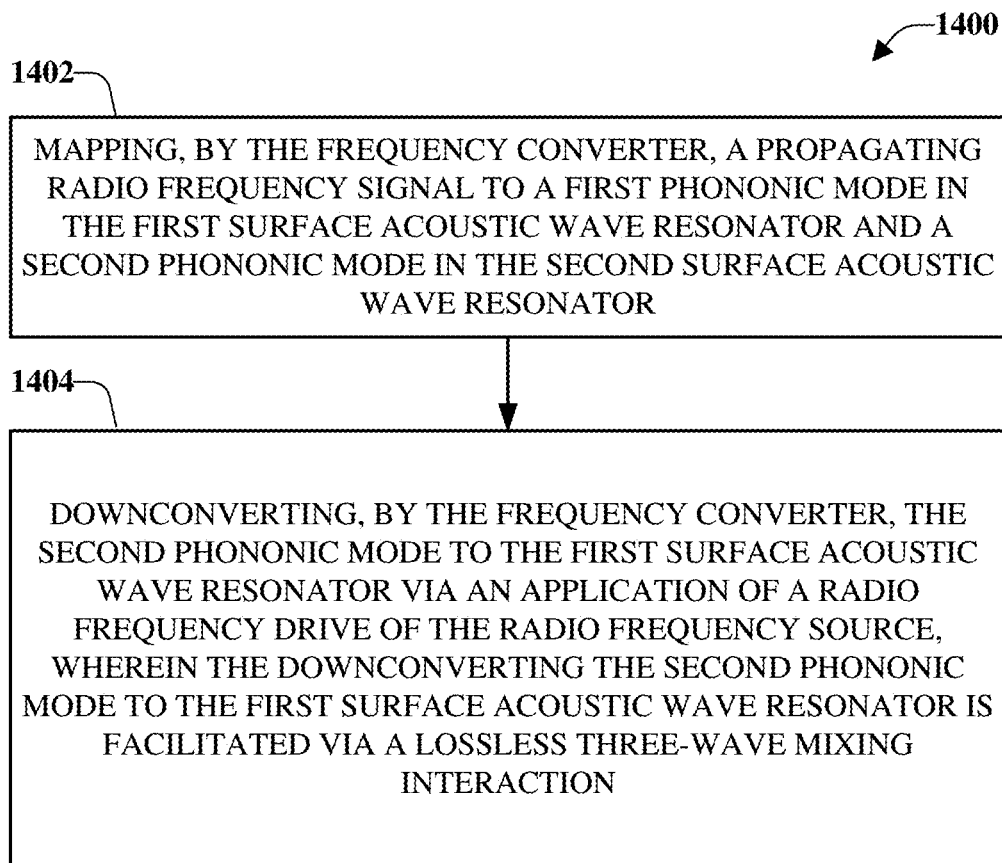 1400
1402
MAPPING, BY THE FREQUENCY CONVERTER, A PROPAGATING
RADIO FREQUENCY SIGNAL TO A FIRST PHONONIC MODE IN
THE FIRST SURFACE ACOUSTIC WAVE RESONATOR AND A
SECOND PHONONIC MODE IN THE SECOND SURFACE ACOUSTIC
WAVE RESONATOR
1404
DOWNCONVERTING, BY THE FREQUENCY CONVERTER, THE
SECOND PHONONIC MODE TO THE FIRST SURFACE ACOUSTIC
WAVE RESONATOR VIA AN APPLICATION OF A RADIO
FREQUENCY DRIVE OF THE RADIO FREQUENCY SOURCE,
WHEREIN THE DOWNCONVERTING THE SECOND PHONONIC
MODE TO THE FIRST SURFACE ACOUSTIC WAVE RESONATOR IS
FACILITATED VIA A LOSSLESS THREE-WAVE MIXING
INTERACTION